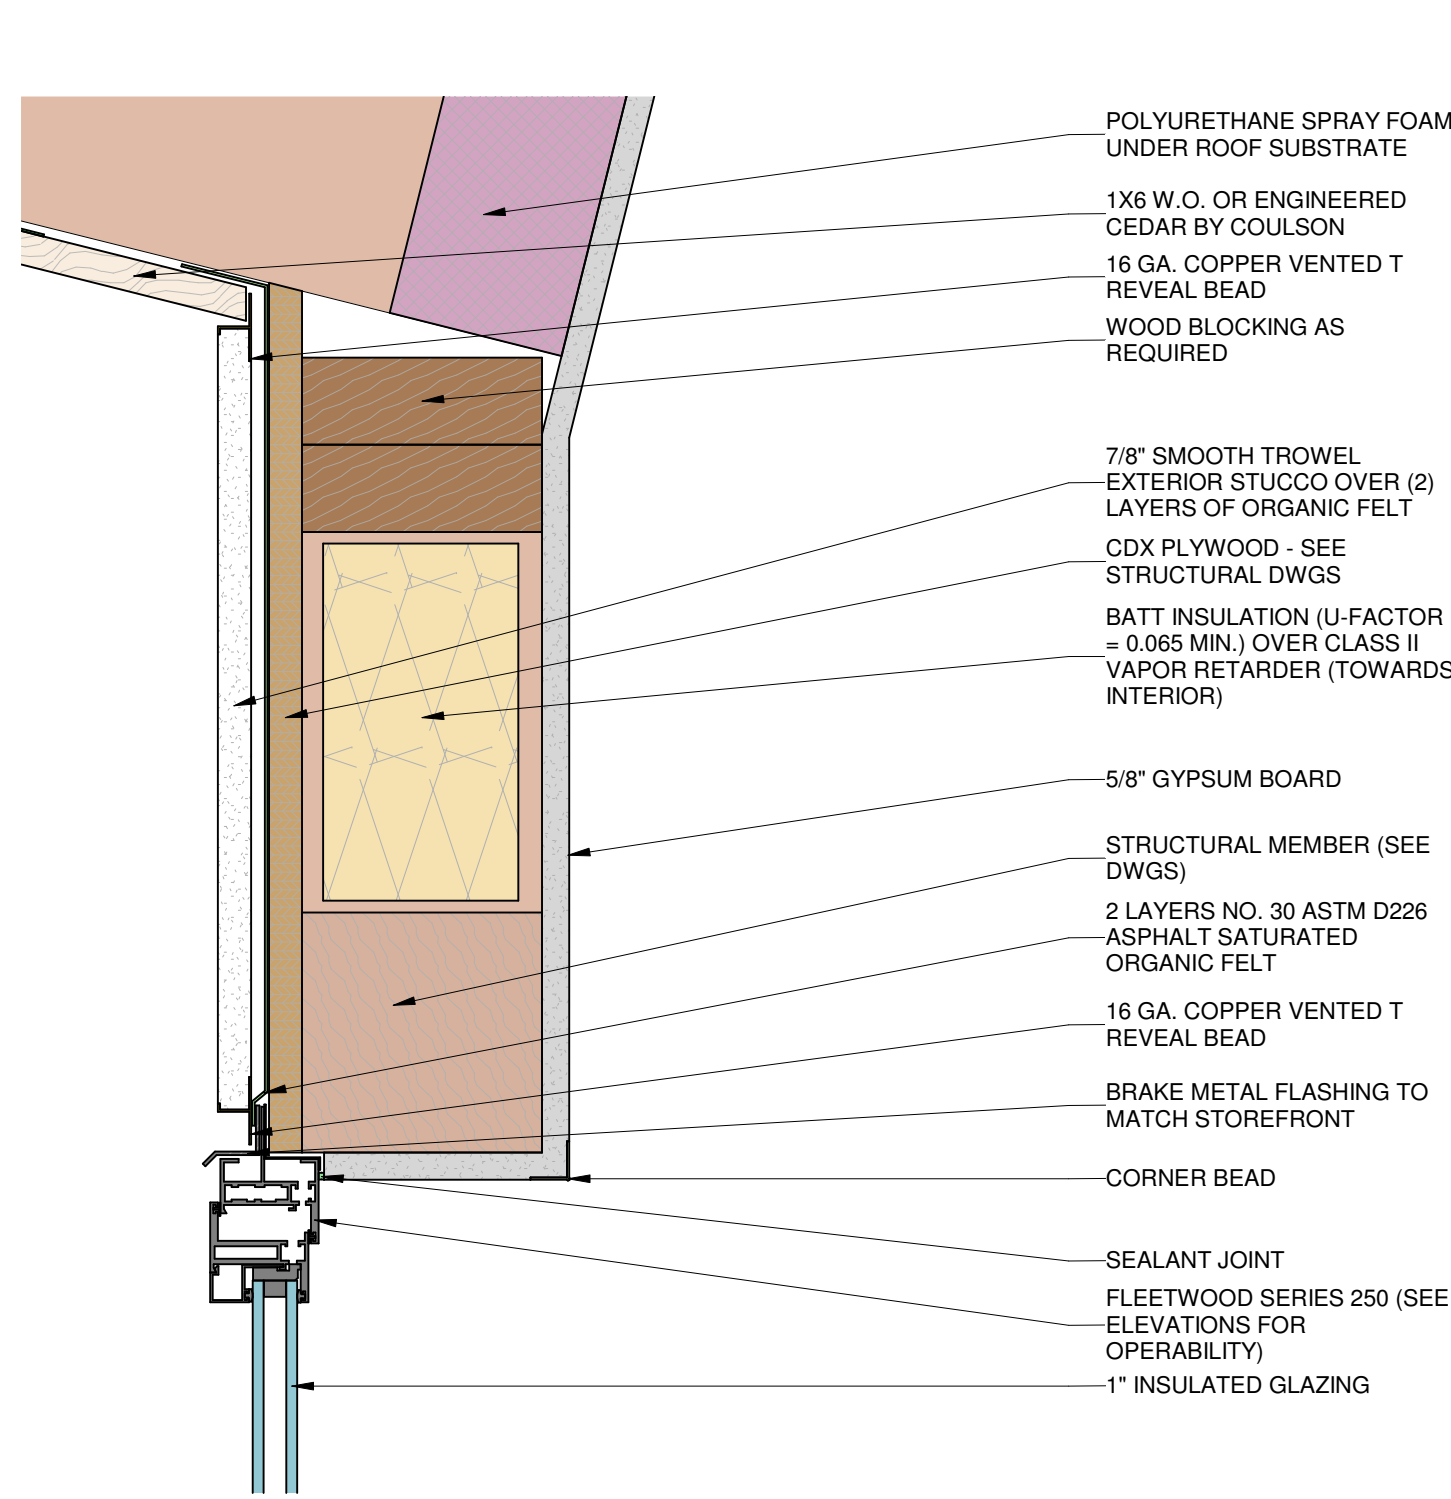 POLYURETHANE SPRAY FOAM
UNDER ROOF SUBSTRATE
1X6 W.O. OR ENGINEERED
CEDAR BY COULSON
16 GA. COPPER VENTED T
REVEAL BEAD
WOOD BLOCKING AS
REQUIRED
7/8" SMOOTH TROWEL
EXTERIOR STUCCO OVER (2)
LAYERS OF ORGANIC FELT
CDX PLYWOOD - SEE
STRUCTURAL DWGS
BATT INSULATION (U-FACTOR
= 0.065 MIN.) OVER CLASS II
VAPOR RETARDER (TOWARDS
INTERIOR)
5/8" GYPSUM BOARD
STRUCTURAL MEMBER (SEE
DWGS)
2 LAYERS NO. 30 ASTM D226
ASPHALT SATURATED
ORGANIC FELT
16 GA. COPPER VENTED T
REVEAL BEAD
BRAKE METAL FLASHING TO
MATCH STOREFRONT
CORNER BEAD
SEALANT JOINT
FLEETWOOD SERIES 250 (SEE
ELEVATIONS FOR
OPERABILITY)
1" INSULATED GLAZING